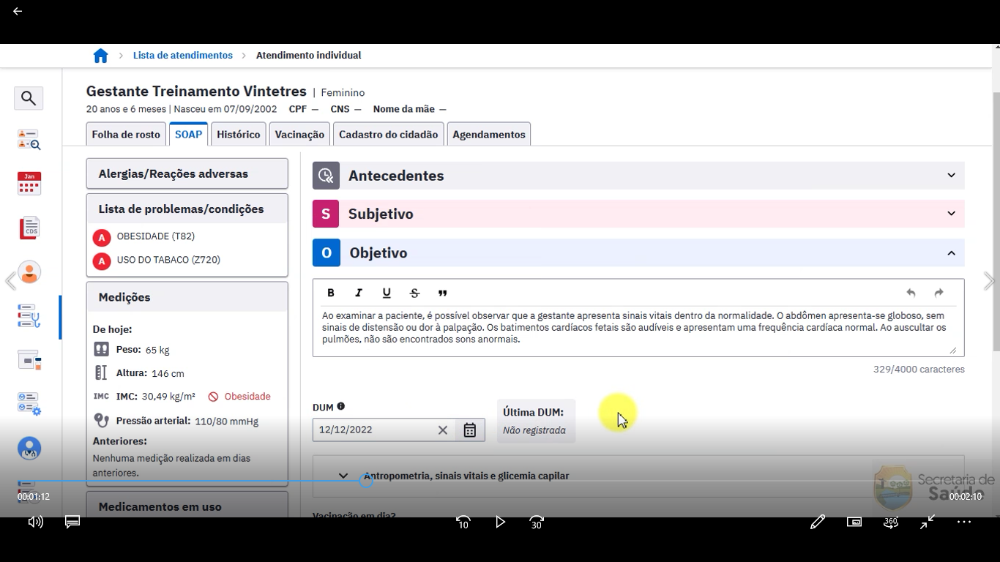 Lista de atendimentos
Atendimento individual
Gestante Treinamento Vintetres | Feminino
20 anos e 6 meses | Nasceu em 07/09/2002 CPF — CNS — Nome da mãe —
Folha de rosto
SOAP
Histórico
Vacinação
Cadastro do cidadão
Agendamentos
Jan
CDS
Alergias/Reações adversas
Lista de problemas/condições
A OBESIDADE (T82)
A USO DO TABACO (Z720)
Medições
De hoje:
Peso: 65 kg
Altura: 146 cm
IMC IMC: 30,49 kg/m² Obesidade
Pressão arterial: 110/80 mmHg
Anteriores:
Nenhuma medição realizada em dias
anteriores.
Medicamentos em uso
Antecedentes
S Subjetivo
O Objetivo
B I U S
Ao examinar a paciente, é possível observar que a gestante apresenta sinais vitais dentro da normalidade. O abdômen apresenta-se globoso, sem
sinais de distensão ou dor à palpação. Os batimentos cardíacos fetais são audíveis e apresentam uma frequência cardíaca normal. Ao auscultar os
pulmões, não são encontrados sons anormais.
329/4000 caracteres
DUM
12/12/2022
Última DUM:
Não registrada
Antropometria, sinais vitais e glicemia capilar
Vacinação em dia?
Secretaria de
Saúde
00:01:12
00:02:10
10
30
360